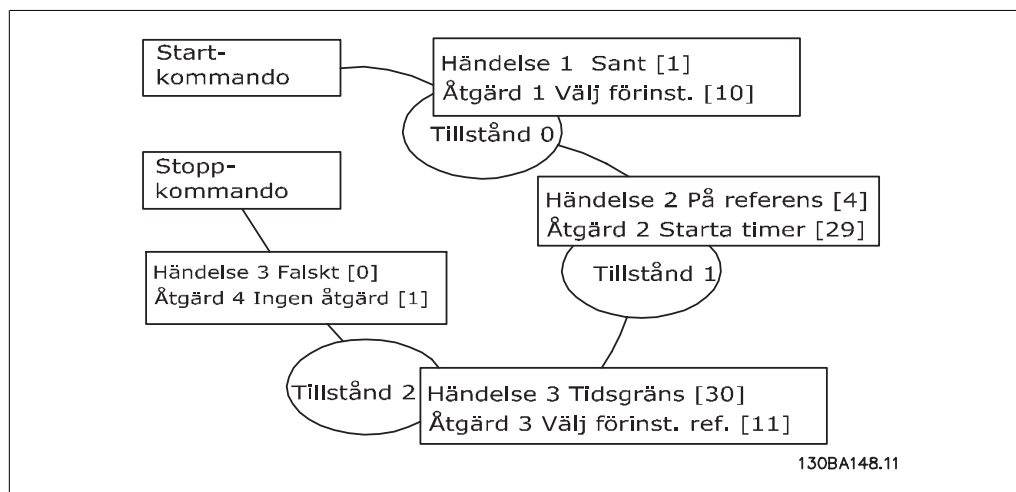 Start-
kommando
Händelse 1 Sant [1]
Åtgärd 1 Välj förinst. [10]
Tillstånd 0
Stopp-
kommando
Händelse 2 På referens [4]
Åtgärd 2 Starta timer [29]
Tillstånd 1
Händelse 3 Falskt [0]
Åtgärd 4 Ingen åtgärd [1]
Tillstånd 2
Händelse 3 Tidsgräns [30]
Åtgärd 3 Välj förinst. ref. [11]
130BA148.11